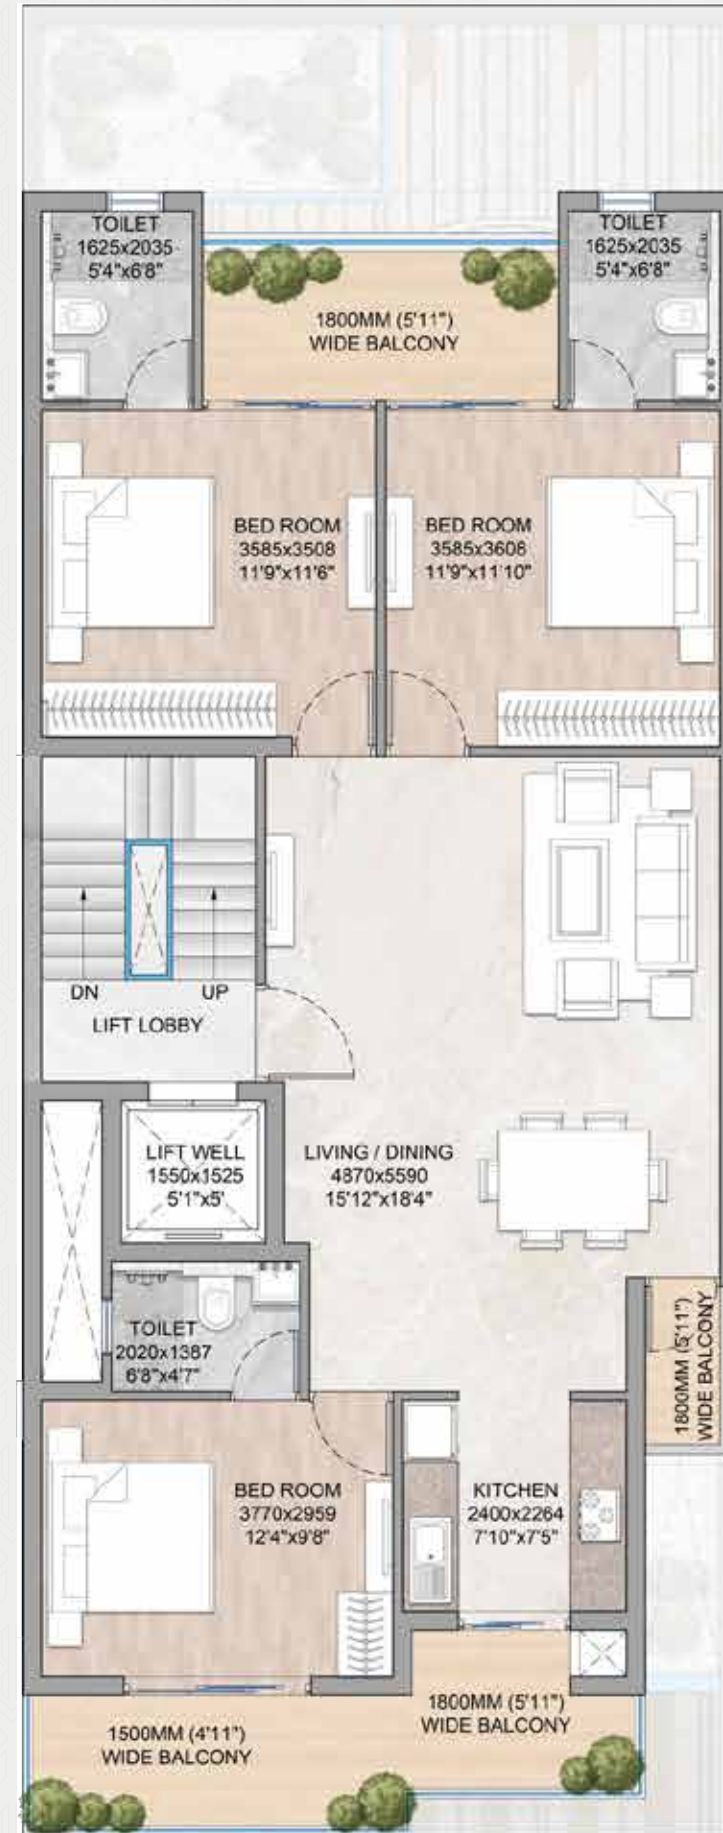 TOILET
1625x2035
5'4"x6'8"
TOILET
1625x2035
5'4"x6'8"
1800MM (5'11")
WIDE BALCONY
BED ROOM
3585x3508
11'9"x11'6"
BED ROOM
3585x3608
11'9"x11'10"
DN
UP
LIFT LOBBY
LIFT WELL
1550x1525
5'1"x5'
LIVING / DINING
4870x5590
15'12"x18'4"
TOILET
2020x1387
6'8"x4'7"
1800MM (5'11")
WIDE BALCONY
BED ROOM
3770x2959
12'4"x9'8"
KITCHEN
2400x2264
7'10"x7'5"
1500MM (4'11")
WIDE BALCONY
1800MM (5'11")
WIDE BALCONY